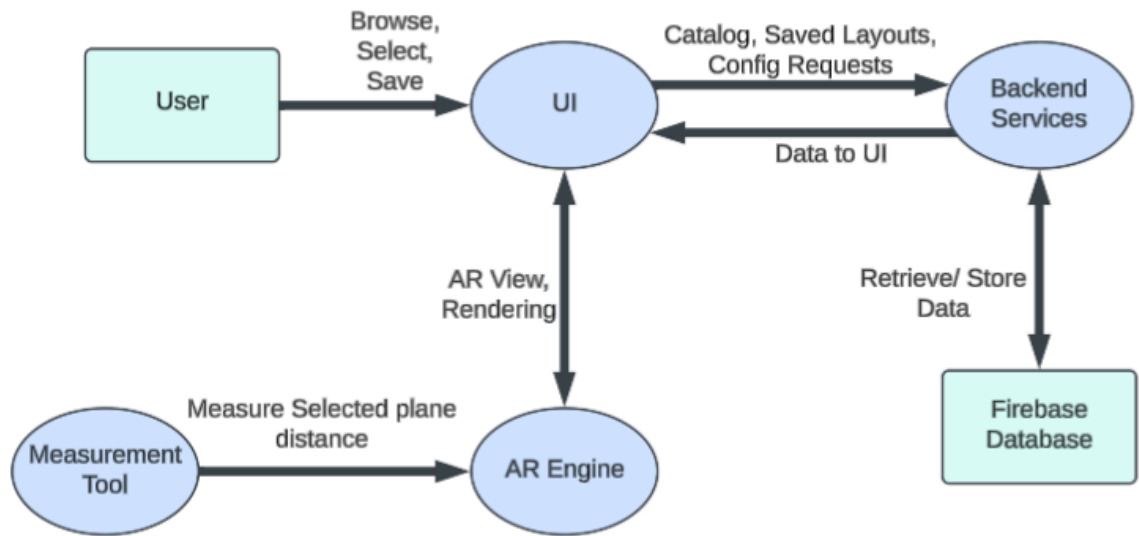 Browse,
Select,
Save
User
UI
Catalog, Saved Layouts,
Config Requests
Backend
Services
Data to UI
AR View,
Rendering
Retrieve/ Store
Data
Measurement
Tool
Measure Selected plane
distance
AR Engine
Firebase
Database